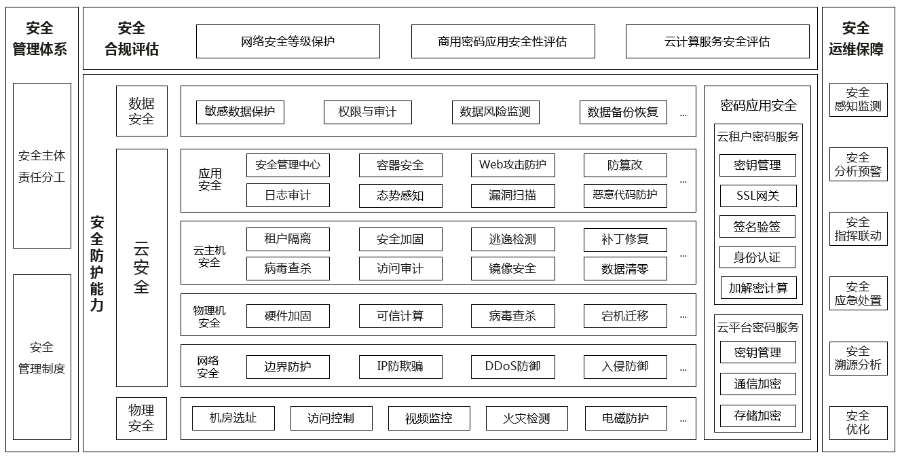 安全
管理体系
安全主体
责任分工
安全
管理制度
安全
合规评估
网络安全等级保护
商用密码应用安全性评估
云计算服务安全评估
安全防护能力
数据
安全
敏感数据保护
权限与审计
数据风险监测
数据备份恢复
...
云安全
应用
安全
安全管理中心
容器安全
Web攻击防护
防篡改
日志审计
态势感知
漏洞扫描
恶意代码防护
...
云主机
安全
租户隔离
安全加固
逃逸检测
补丁修复
病毒查杀
访问审计
镜像安全
数据清零
...
物理机
安全
硬件加固
可信计算
病毒查杀
宕机迁移
...
网络
安全
边界防护
IP防欺骗
DDoS防御
入侵防御
...
物理
安全
机房选址
访问控制
视频监控
火灾检测
电磁防护
...
密码应用安全
云租户密码服务
密钥管理
SSL网关
签名验签
身份认证
加解密计算
云平台密码服务
密钥管理
通信加密
存储加密
安全
运维保障
安全
感知监测
安全
分析预警
安全
指挥联动
安全
应急处置
安全
溯源分析
安全
优化